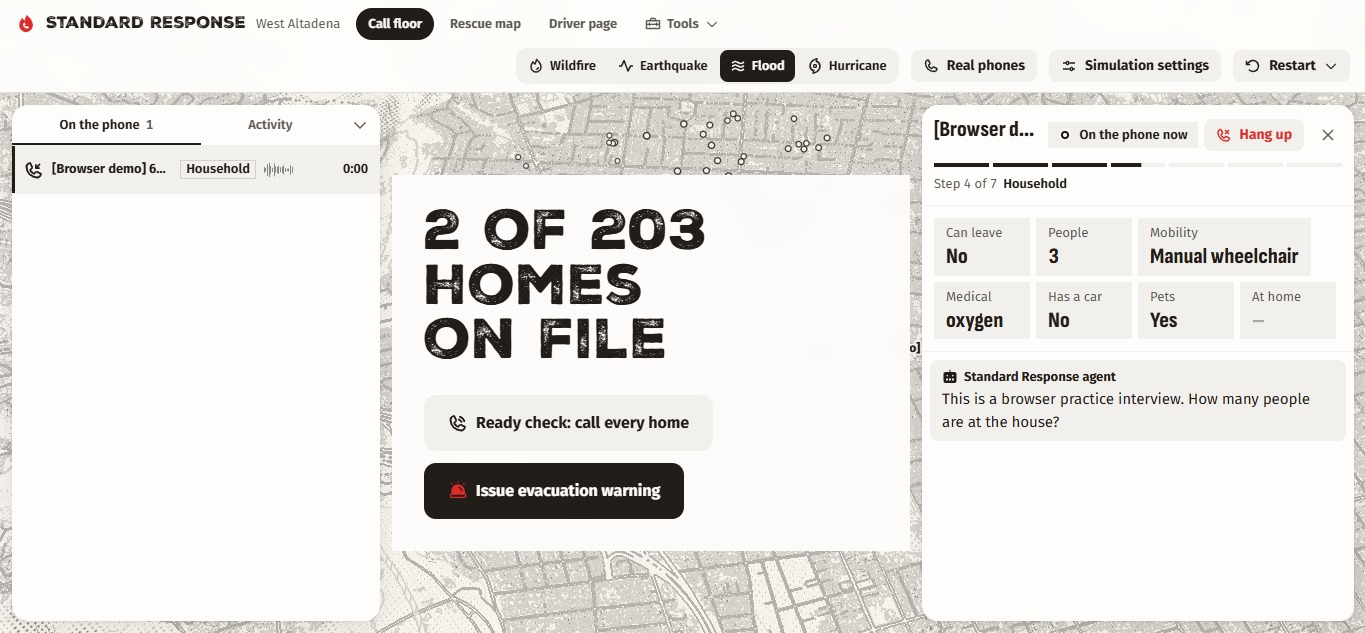 STANDARD RESPONSE West Altadena Call floor Rescue map Driver page Tools
Wildfire Earthquake Flood Hurricane Real phones Simulation settings Restart
On the phone 1 Activity
[Browser demo] 6... Household 0:00
2 OF 203
HOMES
ON FILE
Ready check: call every home
Issue evacuation warning
o]
[Browser d... On the phone now Hang up
Step 4 of 7 Household
Can leave People Mobility
No 3 Manual wheelchair
Medical Has a car Pets At home
oxygen No Yes —
Standard Response agent
This is a browser practice interview. How many people
are at the house?